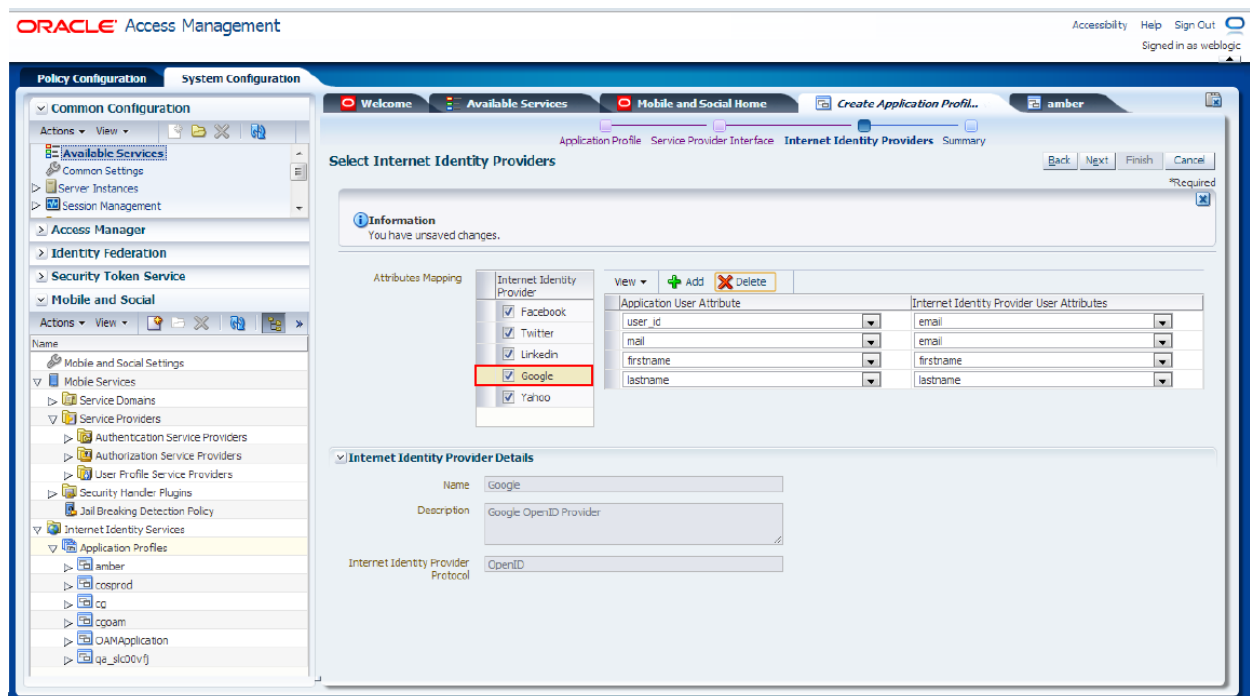 ORACLE Access Management
Accessibility Help Sign Out
Signed in as weblogic
Policy Configuration System Configuration
Common Configuration
Actions View
Available Services
Common Settings
Server Instances
Session Management
Access Manager
Identity Federation
Security Token Service
Mobile and Social
Actions View »
Name
Mobile and Social Settings
Mobile Services
Service Domains
Service Providers
Authentication Service Providers
Authorization Service Providers
User Profile Service Providers
Security Handler Plugins
Jail Breaking Detection Policy
Internet Identity Services
Application Profiles
amber
cosprod
cg
cgoam
OAMApplication
qa_slc00vfj
Welcome Available Services Mobile and Social Home Create Application Profil... amber
Application Profile Service Provider Interface Internet Identity Providers Summary
Select Internet Identity Providers
Back Next Finish Cancel
*Required
Information
You have unsaved changes.
Attributes Mapping
Internet Identity Provider
Facebook
Twitter
Linkedin
Google
Yahoo
View Add Delete
Application User Attribute Internet Identity Provider User Attributes
user_id email
mail email
firstname firstname
lastname lastname
Internet Identity Provider Details
Name Google
Description Google OpenID Provider
Internet Identity Provider Protocol OpenID